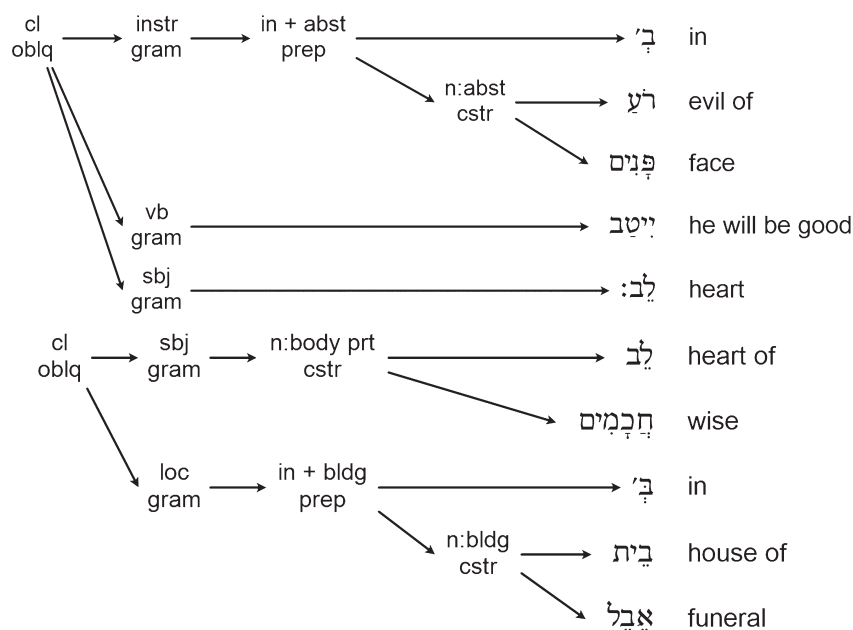 cl instr in + abst בְּ׳ in
oblq gram prep
n:abst רֹעַ evil of
cstr
פָּנִים face
vb יִיטַב he will be good
gram
sbj לֵב׃ heart
gram
cl sbj n:body prt לֵב heart of
oblq gram cstr
חֲכָמִים wise
loc in + bldg בְּ׳ in
gram prep
n:bldg בֵית house of
cstr
אֵבֶל funeral